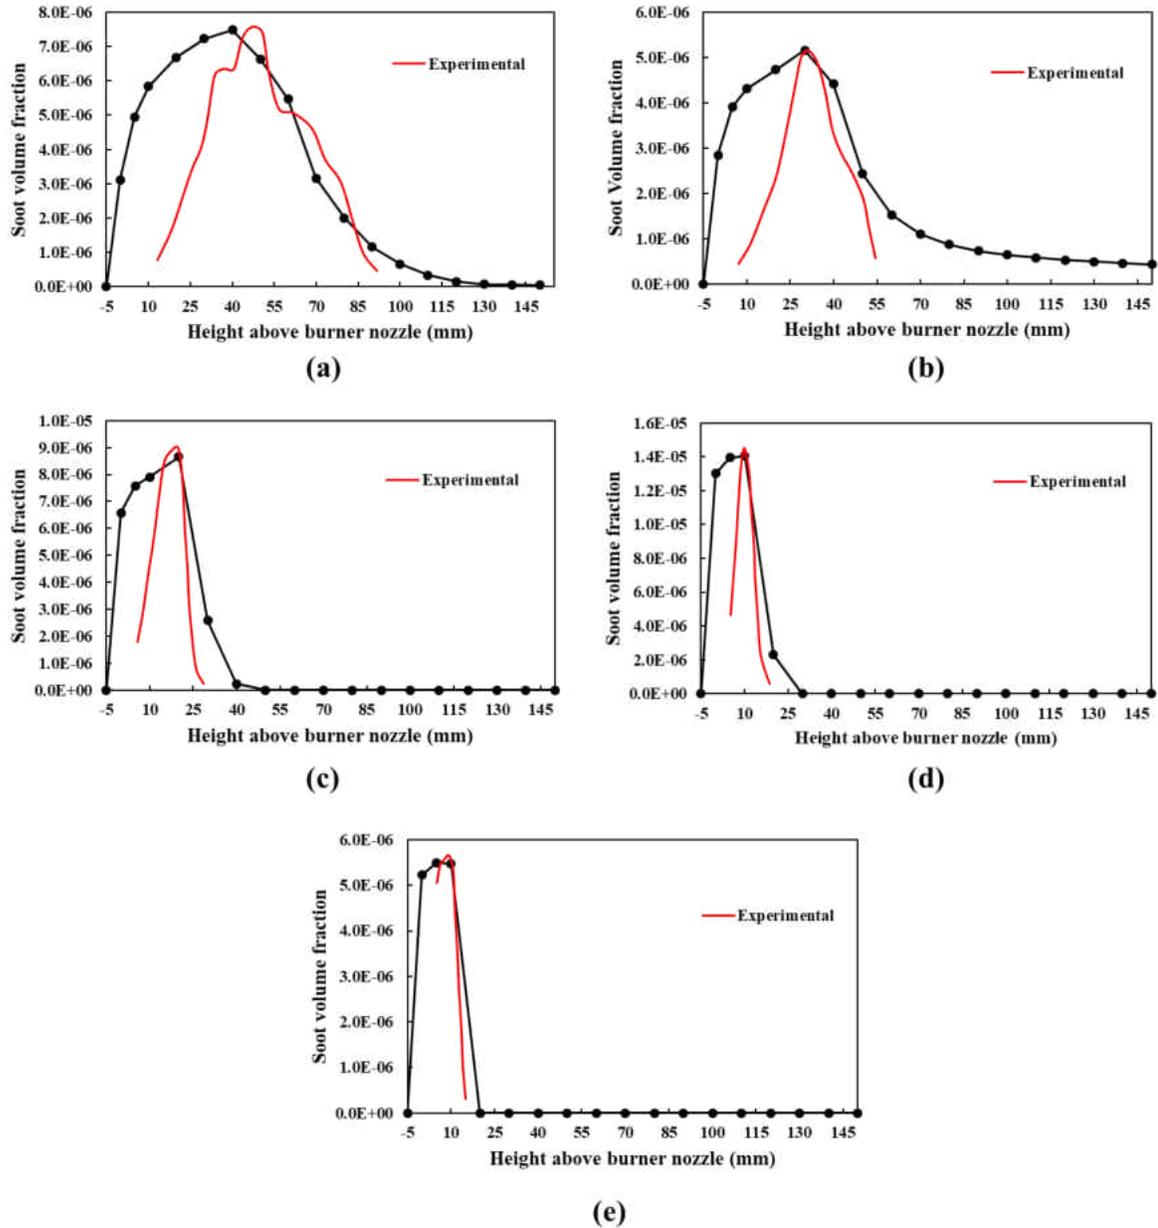 8.0E-06
7.0E-06
6.0E-06
5.0E-06
4.0E-06
3.0E-06
2.0E-06
1.0E-06
0.0E+00
Soot volume fraction
Experimental
-5 10 25 40 55 70 85 100 115 130 145
Height above burner nozzle (mm)
(a)
6.0E-06
5.0E-06
4.0E-06
3.0E-06
2.0E-06
1.0E-06
0.0E+00
Soot Volume fraction
Experimental
-5 10 25 40 55 70 85 100 115 130 145
Height above burner nozzle (mm)
(b)
1.0E-05
9.0E-06
8.0E-06
7.0E-06
6.0E-06
5.0E-06
4.0E-06
3.0E-06
2.0E-06
1.0E-06
0.0E+00
Soot volume fraction
Experimental
-5 10 25 40 55 70 85 100 115 130 145
Height above burner nozzle (mm)
(c)
1.6E-05
1.4E-05
1.2E-05
1.0E-05
8.0E-06
6.0E-06
4.0E-06
2.0E-06
0.0E+00
Soot volume fraction
Experimental
-5 10 25 40 55 70 85 100 115 130 145
Height above burner nozzle (mm)
(d)
6.0E-06
5.0E-06
4.0E-06
3.0E-06
2.0E-06
1.0E-06
0.0E+00
Soot volume fraction
Experimental
-5 10 25 40 55 70 85 100 115 130 145
Height above burner nozzle (mm)
(e)